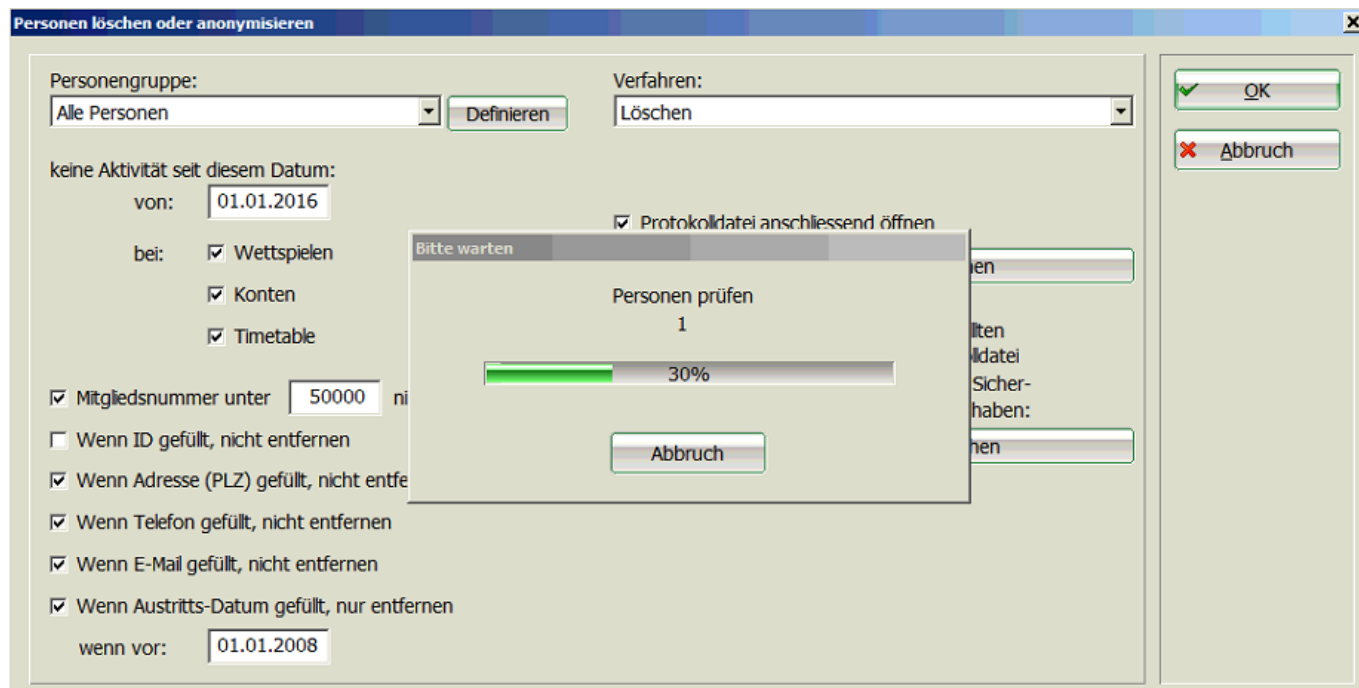 Personen löschen oder anonymisieren
Personengruppe:
Alle Personen
Definieren
Verfahren:
Löschen
OK
Abbruch
keine Aktivität seit diesem Datum:
von: 01.01.2016
bei: Wettspielen
Konten
Timetable
Protokolldatei anschliessend öffnen
Bitte warten
Personen prüfen
1
30%
Abbruch
Mitgliedsnummer unter 50000
Wenn ID gefüllt, nicht entfernen
Wenn Adresse (PLZ) gefüllt, nicht
Wenn Telefon gefüllt, nicht entfernen
Wenn E-Mail gefüllt, nicht entfernen
Wenn Austritts-Datum gefüllt, nur entfernen
wenn vor: 01.01.2008
Sicher-
haben: